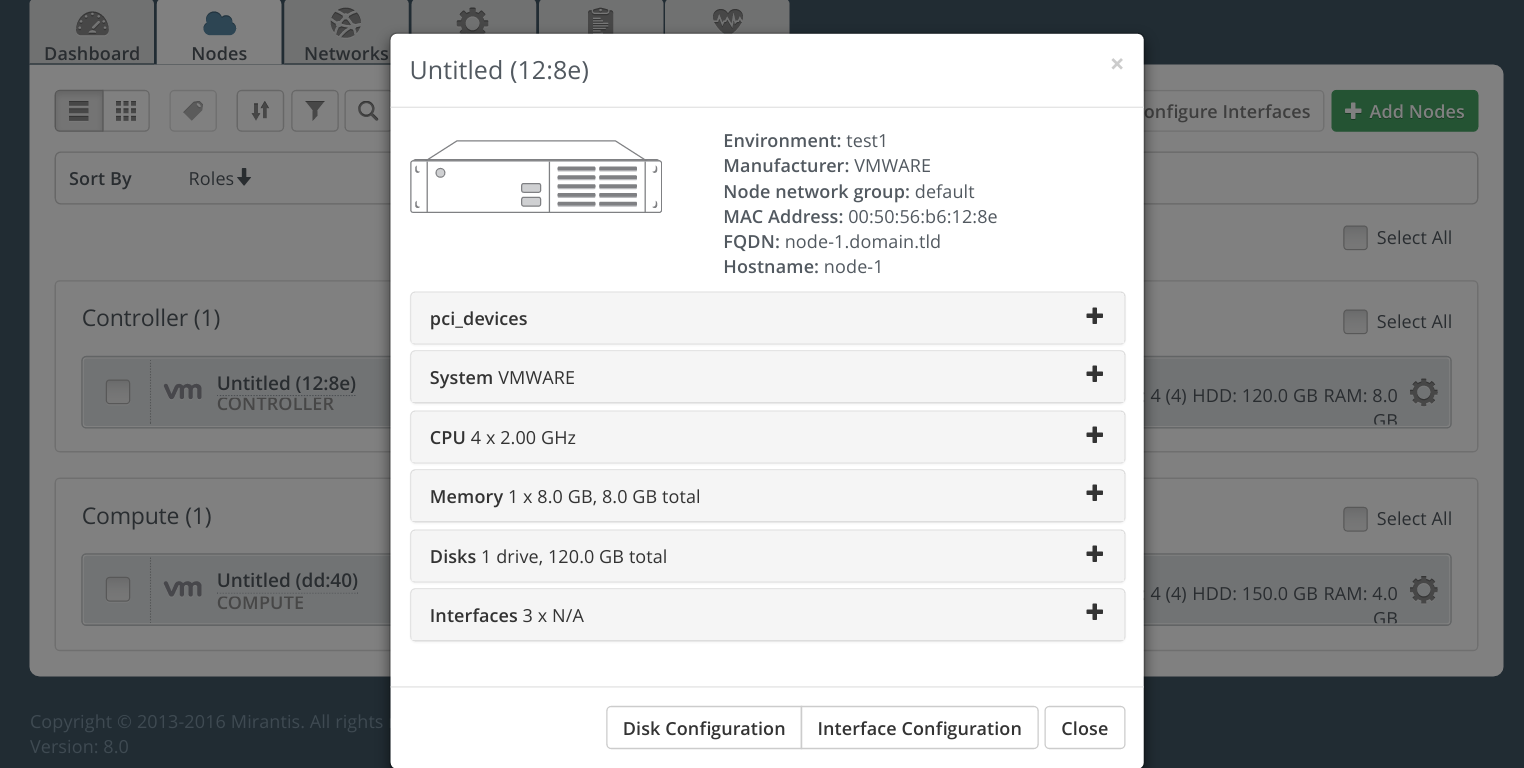 Dashboard
Nodes
Networks
Untitled (12:8e)
×
Configure Interfaces
Add Nodes
Sort By
Roles
Environment: test1
Manufacturer: VMWARE
Node network group: default
MAC Address: 00:50:56:b6:12:8e
FQDN: node-1.domain.tld
Hostname: node-1
Select All
pci_devices
Controller (1)
Select All
System VMWARE
vm
Untitled (12:8e)
CONTROLLER
4 (4) HDD: 120.0 GB RAM: 8.0
GB
CPU 4 x 2.00 GHz
Memory 1 x 8.0 GB, 8.0 GB total
Compute (1)
Select All
Disks 1 drive, 120.0 GB total
vm
Untitled (dd:40)
COMPUTE
4 (4) HDD: 150.0 GB RAM: 4.0
GB
Interfaces 3 x N/A
Copyright © 2013-2016 Mirantis. All rights
Version: 8.0
Disk Configuration
Interface Configuration
Close